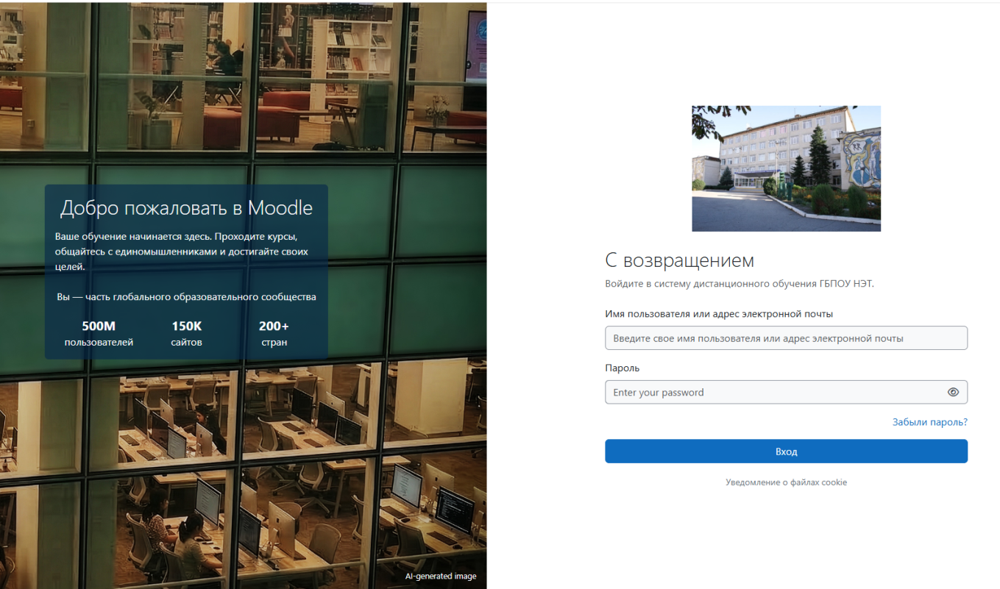 Добро пожаловать в Moodle
Ваше обучение начинается здесь. Проходите курсы,
общайтесь с единомышленниками и достигайте своих
целей.
Вы — часть глобального образовательного сообщества
500M 150K 200+
пользователей сайтов стран
AI-generated image
С возвращением
Войдите в систему дистанционного обучения ГБПОУ НЭТ.
Имя пользователя или адрес электронной почты
Введите свое имя пользователя или адрес электронной почты
Пароль
Enter your password
Забыли пароль?
Вход
Уведомление о файлах cookie